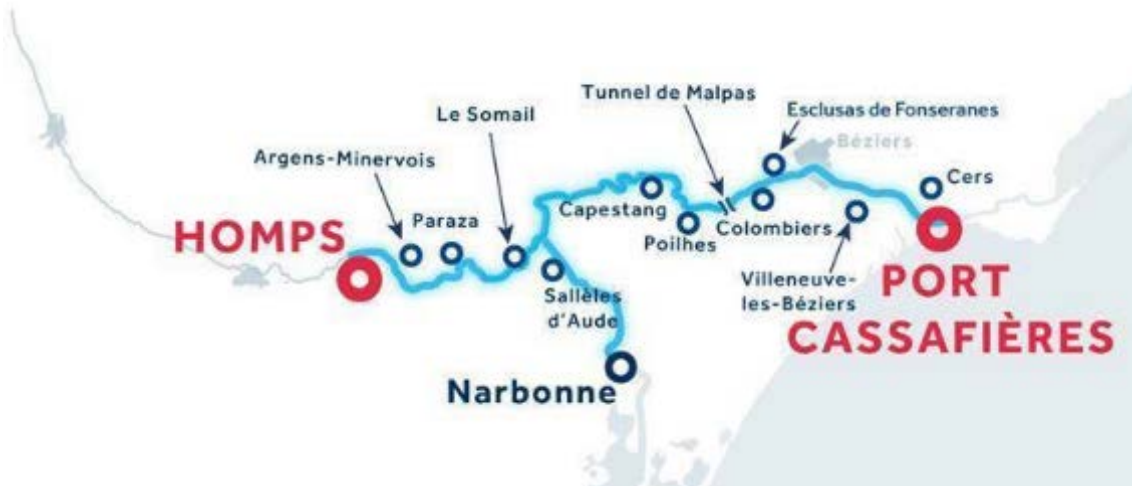 Tunnel de Malpas
Esclusas de Fonseranes
Le Somail
Béziers
Argens-Minervois
Cers
Paraza
Capestang
HOMPS
Poilhes
Colombiers
PORT
CASSAFIÈRES
Villeneuve-
les-Béziers
Sallèles
d'Aude
Narbonne